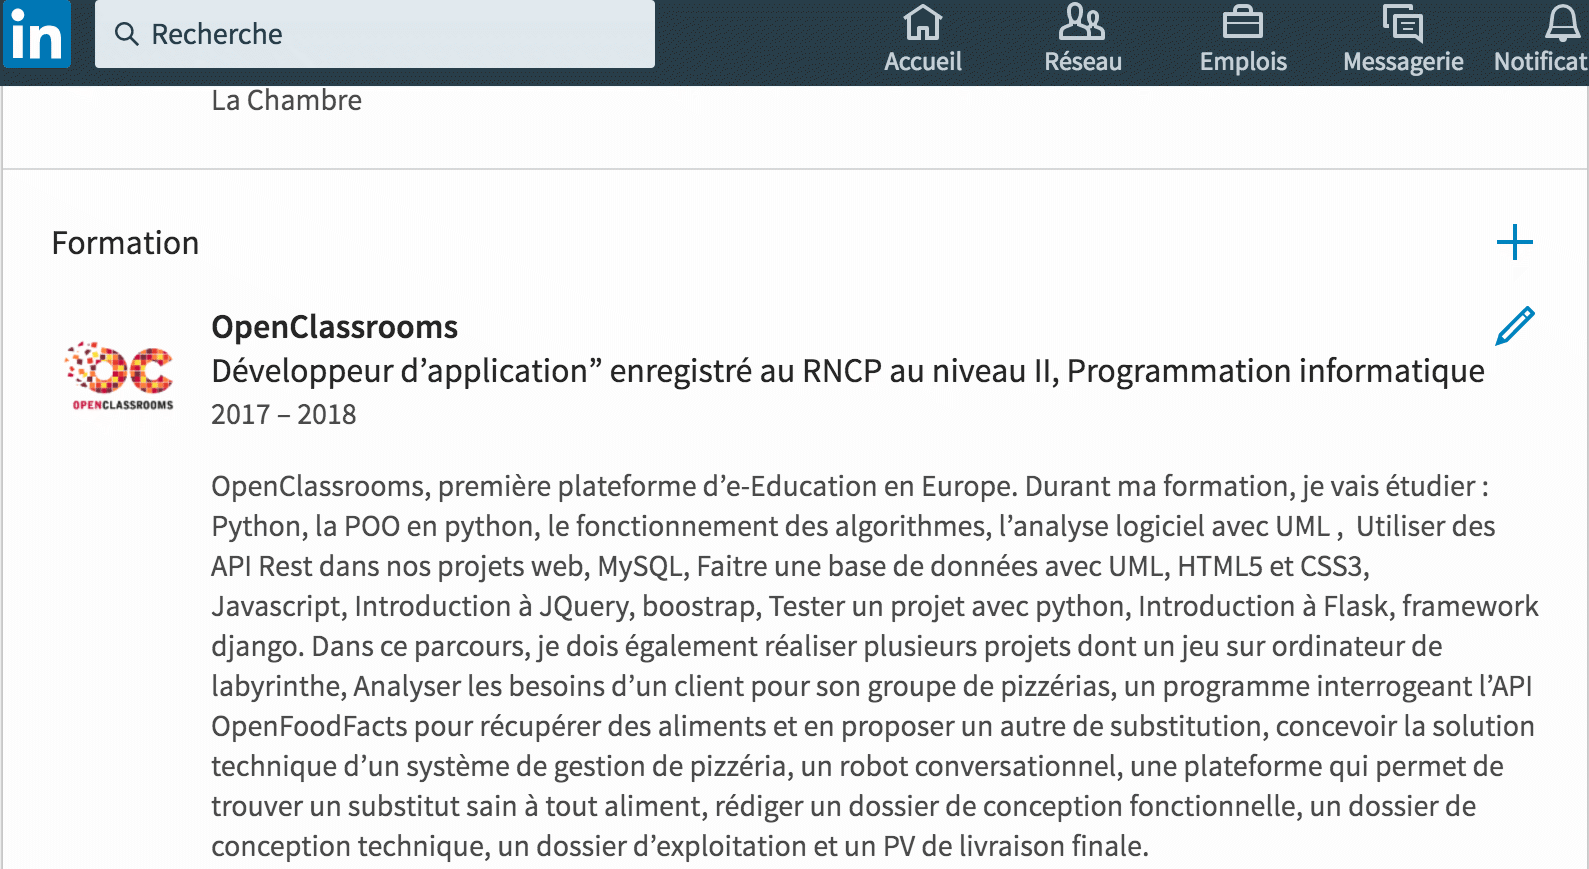 in
Recherche
Accueil
Réseau
Emplois
Messagerie
Notificat
La Chambre
Formation
OpenClassrooms
Développeur d’application” enregistré au RNCP au niveau II, Programmation informatique
2017 – 2018
OC
OPENCLASSROOMS
OpenClassrooms, première plateforme d’e-Education en Europe. Durant ma formation, je vais étudier :
Python, la POO en python, le fonctionnement des algorithmes, l’analyse logiciel avec UML ,  Utiliser des
API Rest dans nos projets web, MySQL, Faitre une base de données avec UML, HTML5 et CSS3,
Javascript, Introduction à JQuery, boostrap, Tester un projet avec python, Introduction à Flask, framework
django. Dans ce parcours, je dois également réaliser plusieurs projets dont un jeu sur ordinateur de
labyrinthe, Analyser les besoins d’un client pour son groupe de pizzérias, un programme interrogeant l’API
OpenFoodFacts pour récupérer des aliments et en proposer un autre de substitution, concevoir la solution
technique d’un système de gestion de pizzéria, un robot conversationnel, une plateforme qui permet de
trouver un substitut sain à tout aliment, rédiger un dossier de conception fonctionnelle, un dossier de
conception technique, un dossier d’exploitation et un PV de livraison finale.